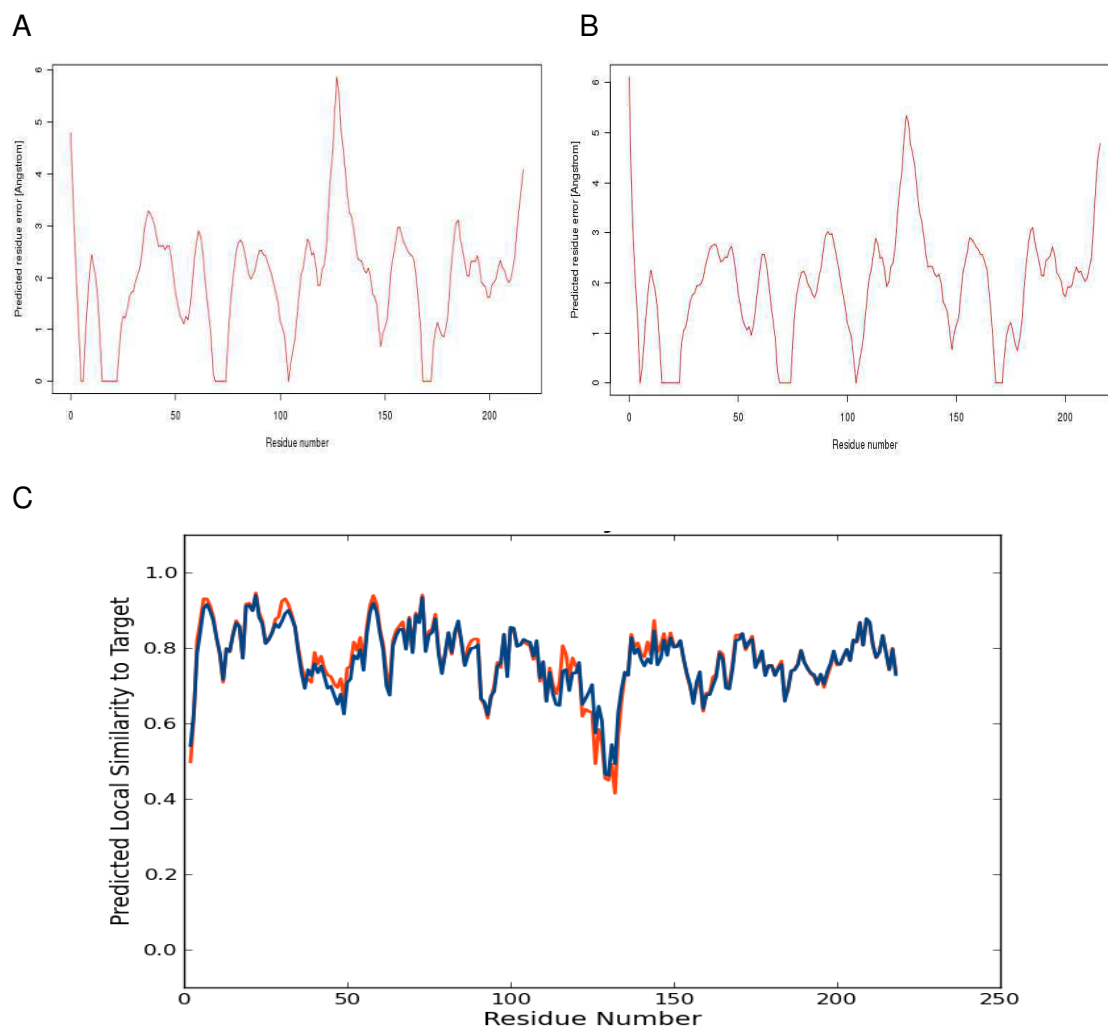 A
B
Predicted residue error [Angstrom]
6
5
4
3
2
1
0
0 50 100 150 200
Residue number
Predicted residue error [Angstrom]
6
5
4
3
2
1
0
0 50 100 150 200
Residue number
C
Predicted Local Similarity to Target
1.0
0.8
0.6
0.4
0.2
0.0
0 50 100 150 200 250
Residue Number